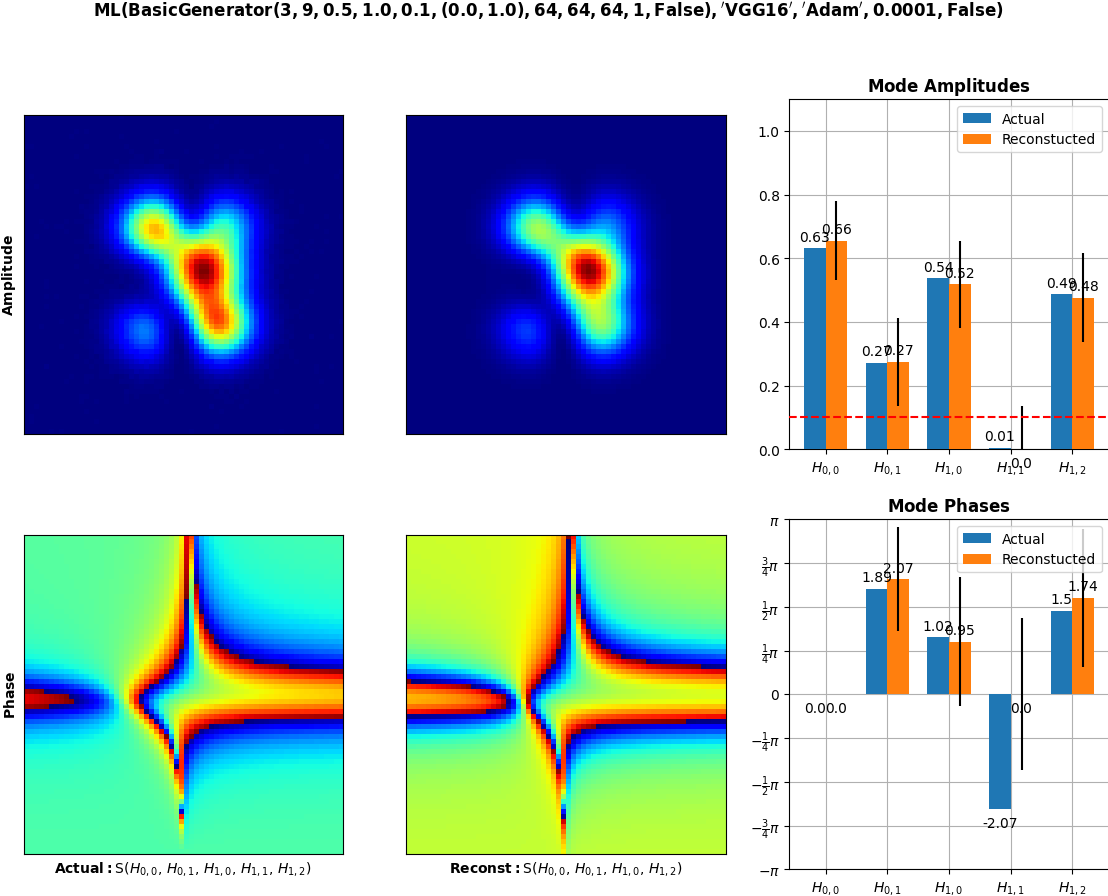 ML(BasicGenerator(3, 9, 0.5, 1.0, 0.1, (0.0, 1.0), 64, 64, 64, 1, False), ′VGG16′, ′Adam′, 0.0001, False)
Amplitude
Mode Amplitudes
Actual
Reconstucted
1.0
0.8
0.6
0.4
0.2
0.0
0.63
0.66
0.27
0.27
0.54
0.52
0.01
0.0
0.49
0.48
H0,0
H0,1
H1,0
H1,1
H1,2
Phase
Actual: S(H0,0, H0,1, H1,0, H1,1, H1,2)
Reconst: S(H0,0, H0,1, H1,0, H1,2)
Mode Phases
Actual
Reconstucted
π
3/4π
1/2π
1/4π
0
−1/4π
−1/2π
−3/4π
−π
0.0
0.0
1.89
2.07
1.02
0.95
-2.07
0.0
1.5
1.74
H0,0
H0,1
H1,0
H1,1
H1,2